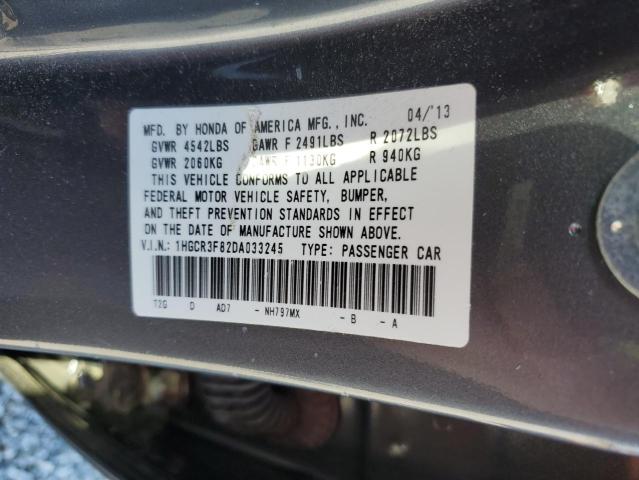 MFD. BY HONDA OF AMERICA MFG., INC. 04/'13
GVWR 4542LBS GAWR F 2491LBS R 2072LBS
GVWR 2060KG GAWR F 1130KG R 940KG
THIS VEHICLE CONFORMS TO ALL APPLICABLE
FEDERAL MOTOR VEHICLE SAFETY, BUMPER,
AND THEFT PREVENTION STANDARDS IN EFFECT
ON THE DATE OF MANUFACTURE SHOWN ABOVE.
V.I.N.: 1HGCR3F82DA033245 TYPE: PASSENGER CAR
T2G D AD7 - NH797MX - B - A